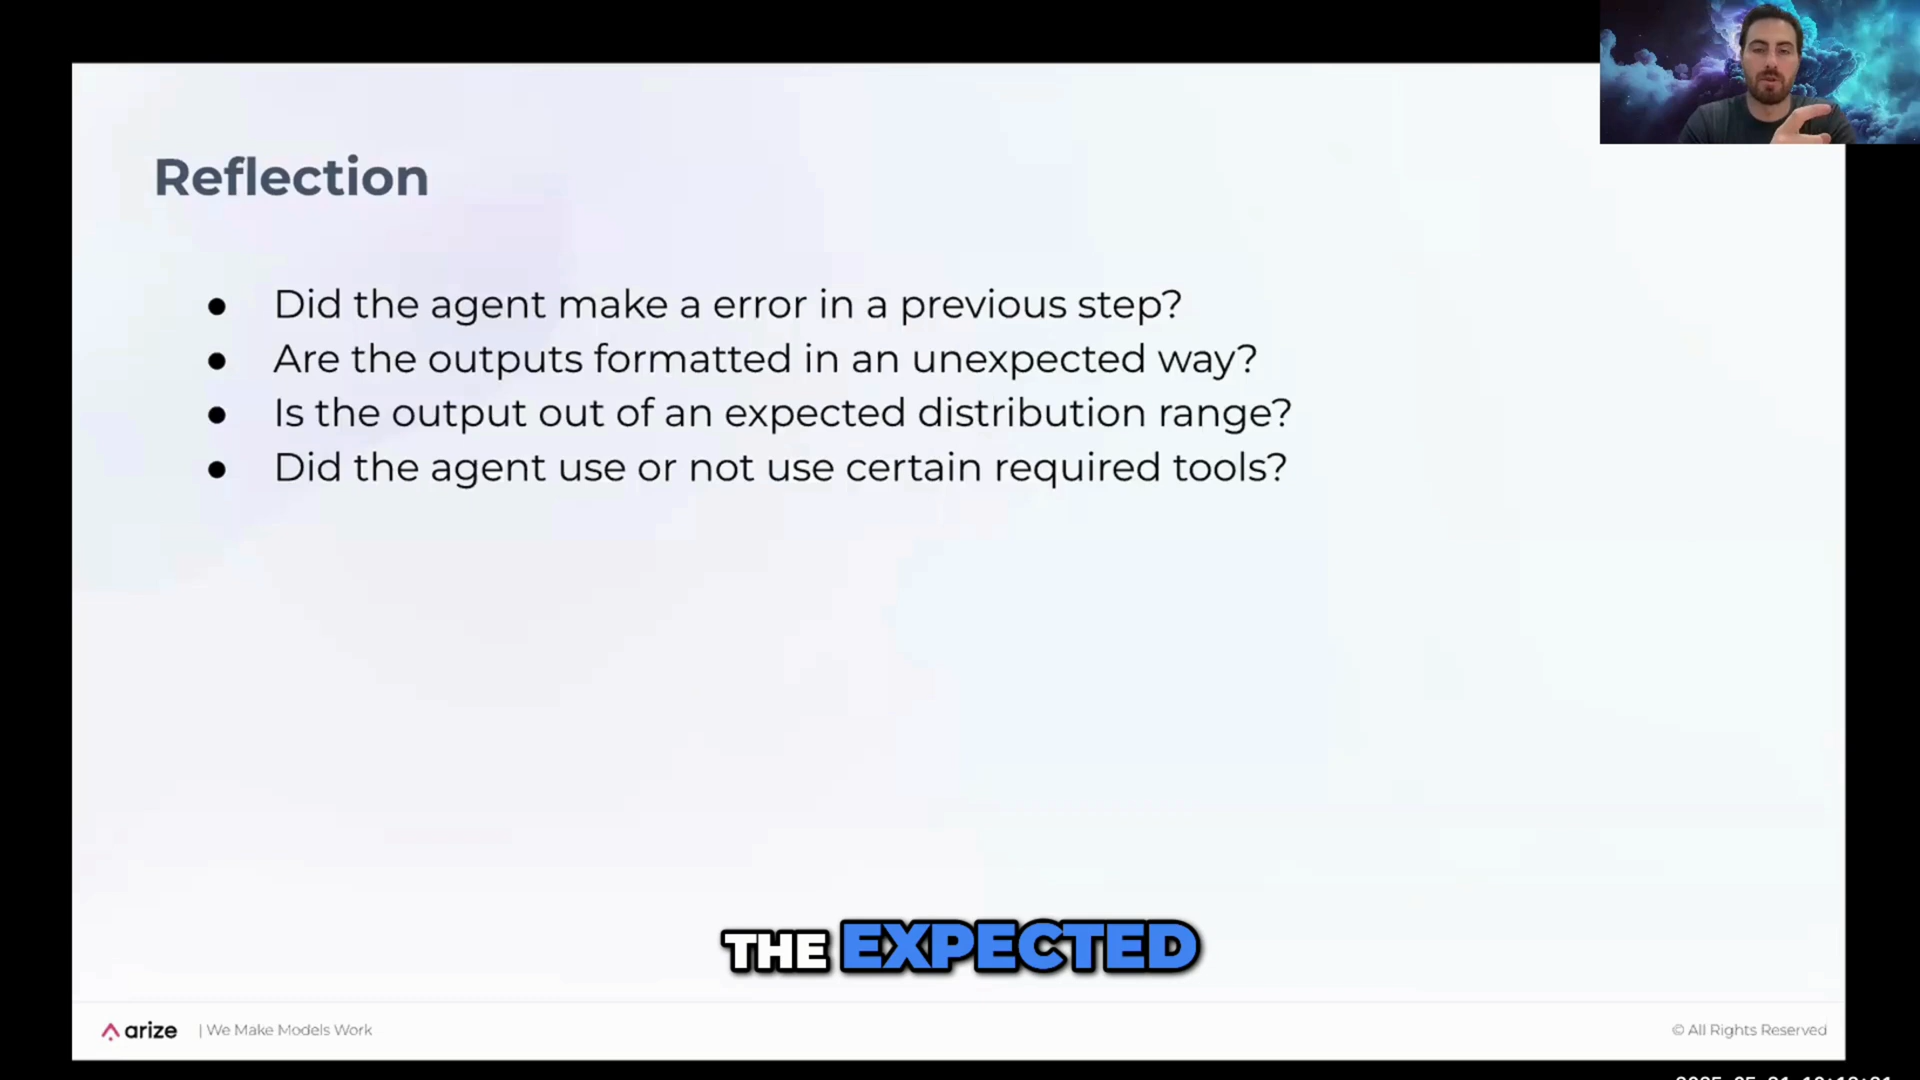 Reflection
● Did the agent make a error in a previous step?
● Are the outputs formatted in an unexpected way?
● Is the output out of an expected distribution range?
● Did the agent use or not use certain required tools?
THE EXPECTED
arize | We Make Models Work
© All Rights Reserved